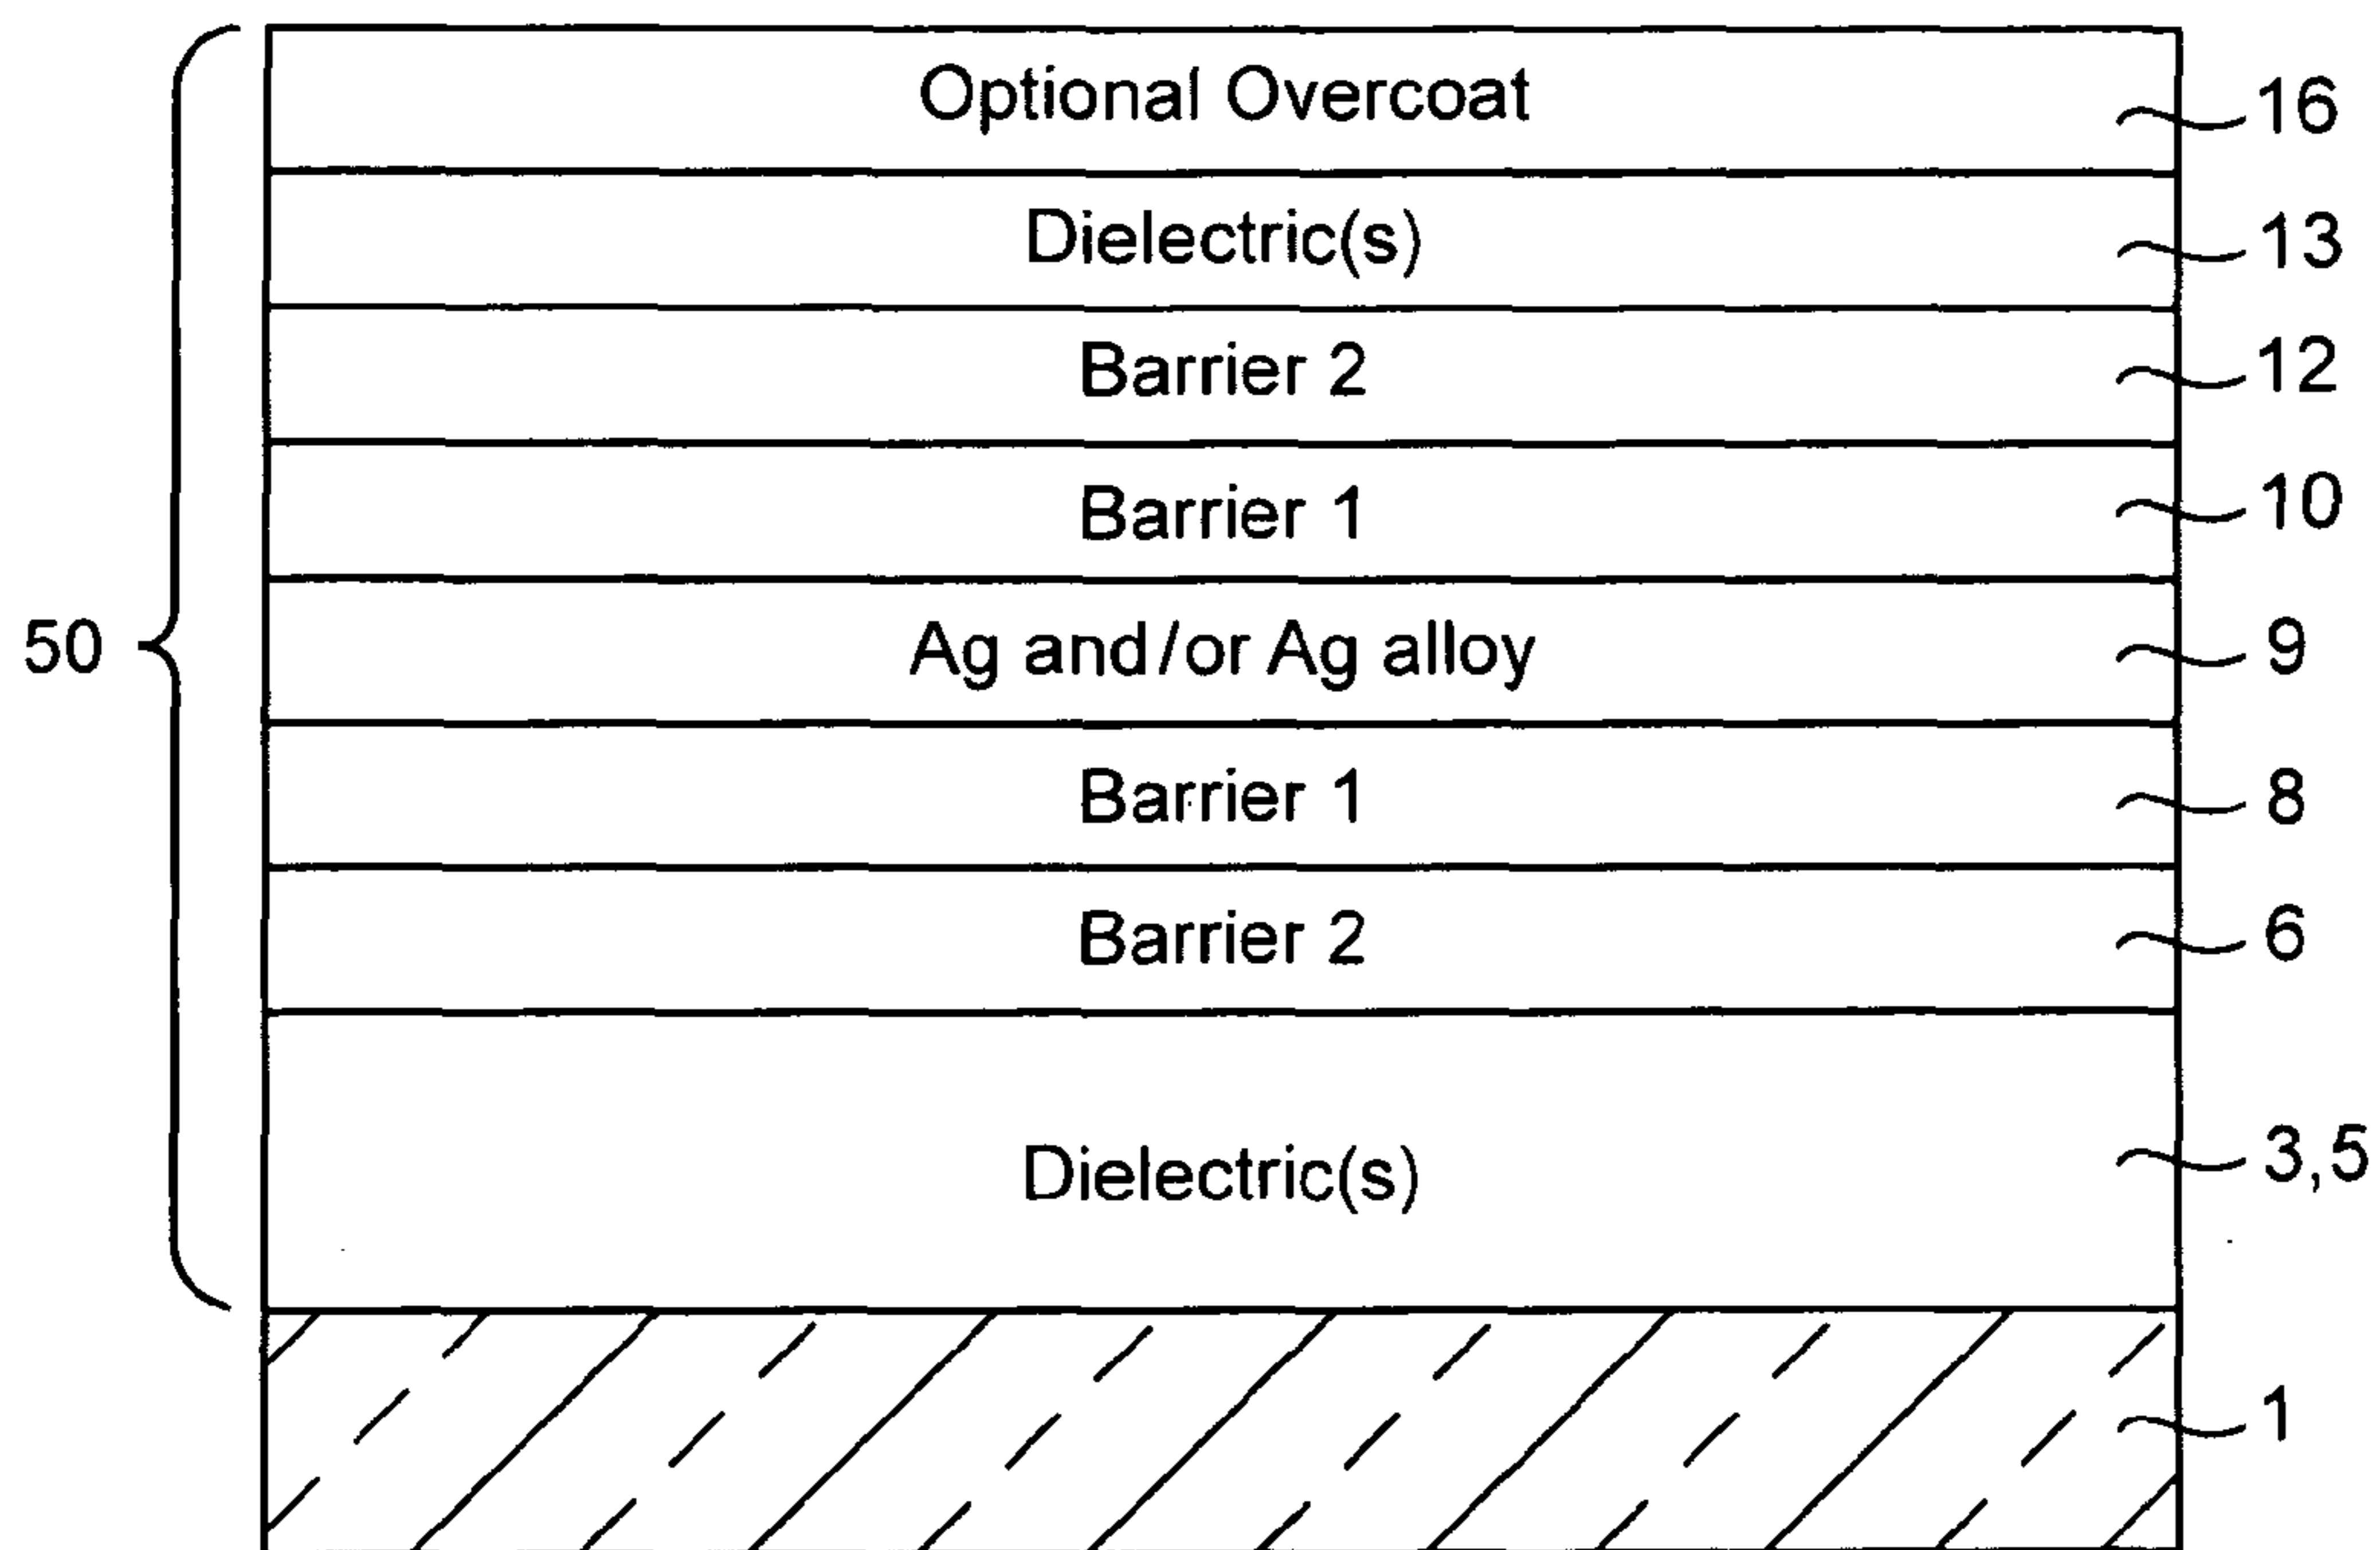 Optional Overcoat 16
Dielectric(s) 13
Barrier 2 12
Barrier 1 10
50 Ag and/or Ag alloy 9
Barrier 1 8
Barrier 2 6
Dielectric(s) 3,5
1